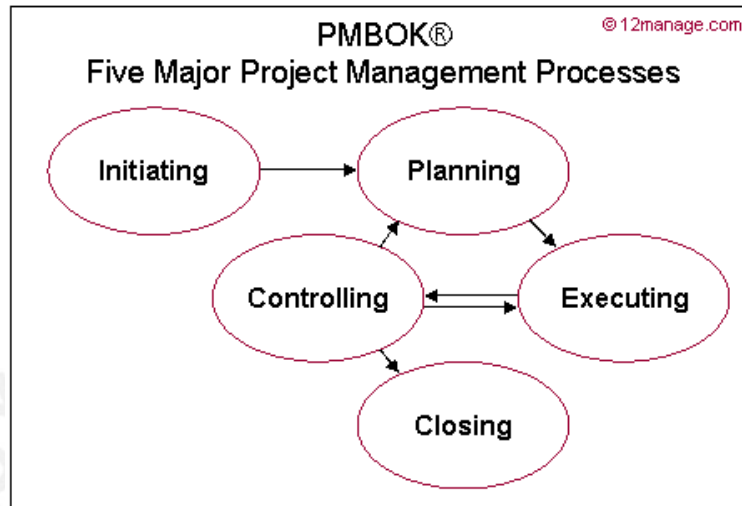 PMBOK®
© 12manage.com
Five Major Project Management Processes
Initiating
Planning
Controlling
Executing
Closing